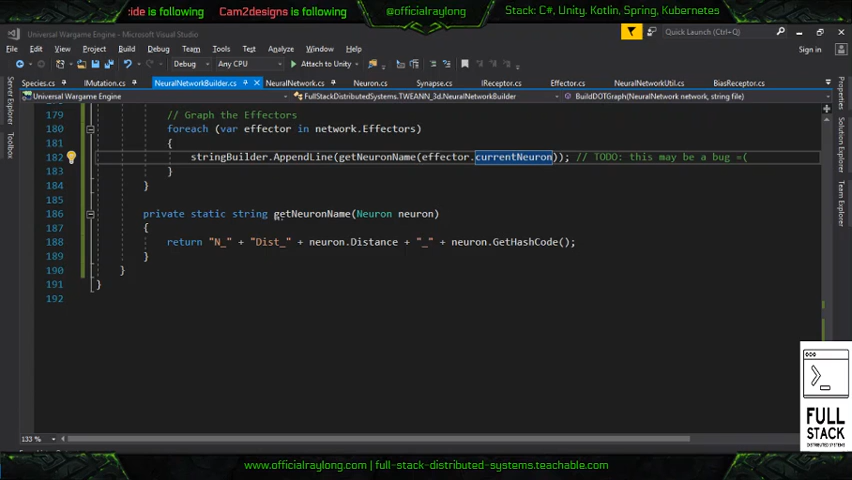 ide is following
Cam2designs is following
@officialraylong
Stack: C#, Unity. Kotlin, Spring, Kubernetes
Universal Wargame Engine - Microsoft Visual Studio
Quick Launch (Ctrl+Q)
File Edit View Project Build Debug Team Tools Test Analyze Window Help
Sign in
Debug Any CPU Attach to Unity
Species.cs IMutation.cs NeuralNetworkBuilder.cs NeuralNetwork.cs Neuron.cs Synapse.cs IReceptor.cs Effector.cs NeuralNetworkUtil.cs BiasReceptor.cs
Universal Wargame Engine FullStackDistributedSystems.TWEANN_3d.NeuralNetworkBuilder BuildDOTGraph(NeuralNetwork network, string file)
Server Explorer
Toolbox
Properties
179 // Graph the Effectors
180 foreach (var effector in network.Effectors)
181 {
182 stringBuilder.AppendLine(getNeuronName(effector.currentNeuron)); // TODO: this may be a bug =(
183 }
184 }
185
186 private static string getNeuronName(Neuron neuron)
187 {
188 return "N_" + "Dist_" + neuron.Distance + "_" + neuron.GetHashCode();
189 }
190 }
191 }
192
133 %
FULL
STACK
www.officialraylong.com | full-stack-distributed-systems.teachable.com